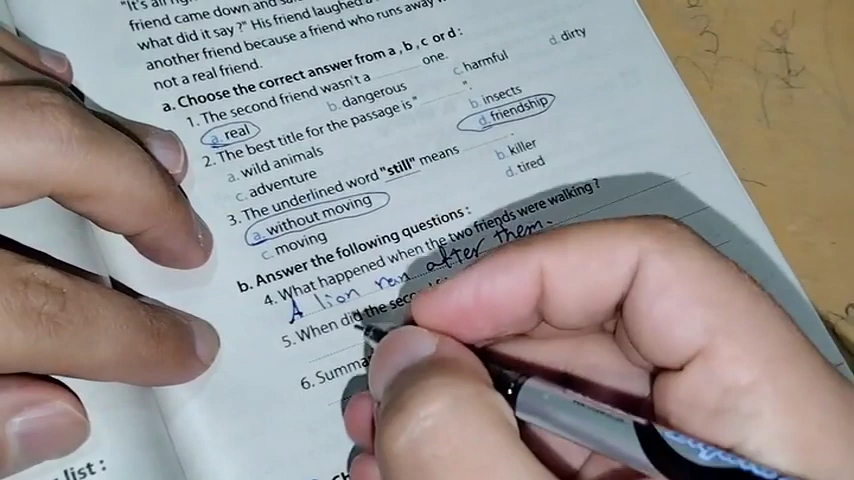 "It's all
friend came down and
what did it say ?" His friend laughed
another friend because a friend who runs away
not a real friend.
a. Choose the correct answer from a , b , c or d :
1. The second friend wasn't a ........ one.
a. real b. dangerous c. harmful d. dirty
2. The best title for the passage is " ........ ".
a. wild animals b. insects
c. adventure d. friendship
3. The underlined word "still" means ........ .
a. without moving b. killer
c. moving d. tired
b. Answer the following questions :
4. What happened when the two friends were walking ?
A lion ran after them.
5. When did the
6.
list :